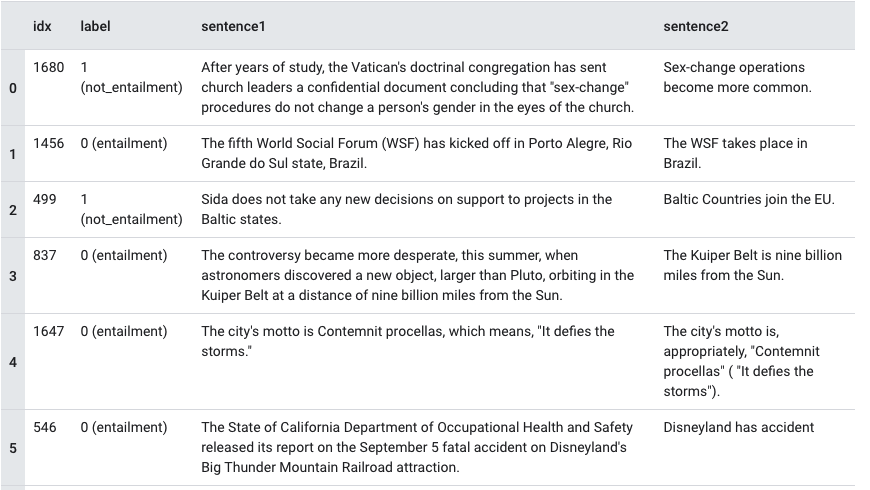 idx label sentence1 sentence2
0 1680 1 (not_entailment) After years of study, the Vatican's doctrinal congregation has sent church leaders a confidential document concluding that "sex-change" procedures do not change a person's gender in the eyes of the church. Sex-change operations become more common.
1 1456 0 (entailment) The fifth World Social Forum (WSF) has kicked off in Porto Alegre, Rio Grande do Sul state, Brazil. The WSF takes place in Brazil.
2 499 1 (not_entailment) Sida does not take any new decisions on support to projects in the Baltic states. Baltic Countries join the EU.
3 837 0 (entailment) The controversy became more desperate, this summer, when astronomers discovered a new object, larger than Pluto, orbiting in the Kuiper Belt at a distance of nine billion miles from the Sun. The Kuiper Belt is nine billion miles from the Sun.
4 1647 0 (entailment) The city's motto is Contemnit procellas, which means, "It defies the storms." The city's motto is, appropriately, "Contemnit procellas" ( "It defies the storms").
5 546 0 (entailment) The State of California Department of Occupational Health and Safety released its report on the September 5 fatal accident on Disneyland's Big Thunder Mountain Railroad attraction. Disneyland has accident